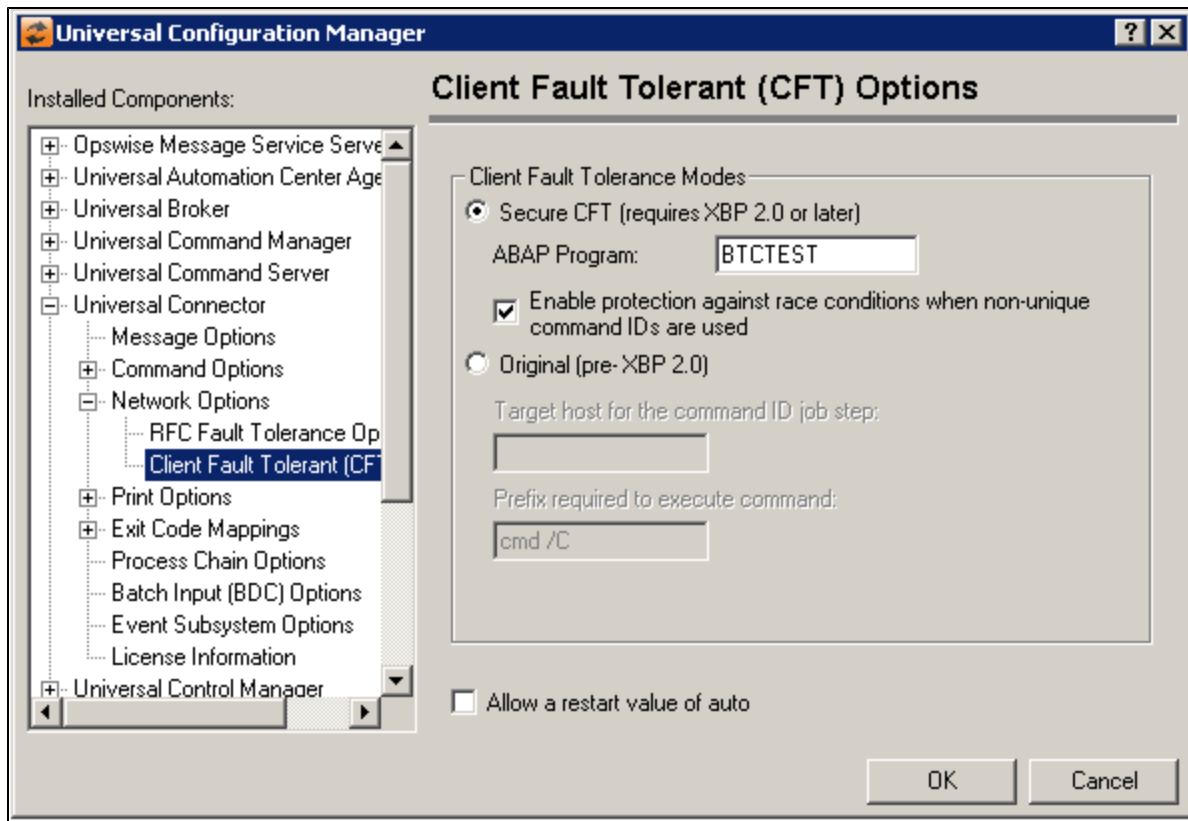 Universal Configuration Manager
Installed Components:
Opswise Message Service Serve
Universal Automation Center Age
Universal Broker
Universal Command Manager
Universal Command Server
Universal Connector
Message Options
Command Options
Network Options
RFC Fault Tolerance Op
Client Fault Tolerant (CFT
Print Options
Exit Code Mappings
Process Chain Options
Batch Input (BDC) Options
Event Subsystem Options
License Information
Universal Control Manager
Client Fault Tolerant (CFT) Options
Client Fault Tolerance Modes
Secure CFT (requires XBP 2.0 or later)
ABAP Program: BTCTEST
Enable protection against race conditions when non-unique
command IDs are used
Original (pre- XBP 2.0)
Target host for the command ID job step:
Prefix required to execute command:
cmd /C
Allow a restart value of auto
OK Cancel